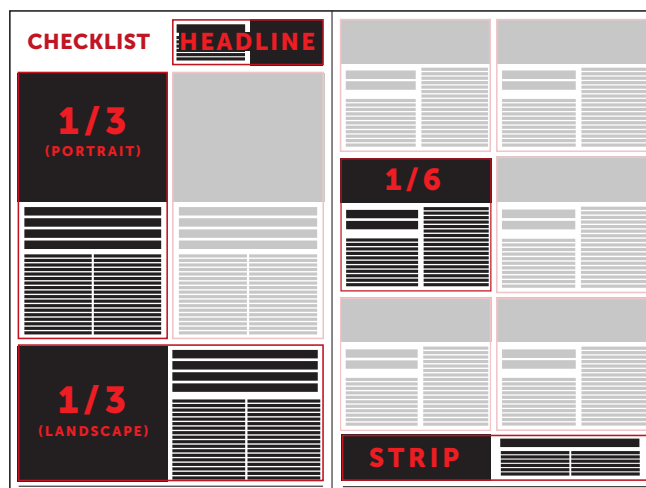 CHECKLIST
HEADLINE
1/3
(PORTRAIT)
1/3
(LANDSCAPE)
1/6
STRIP